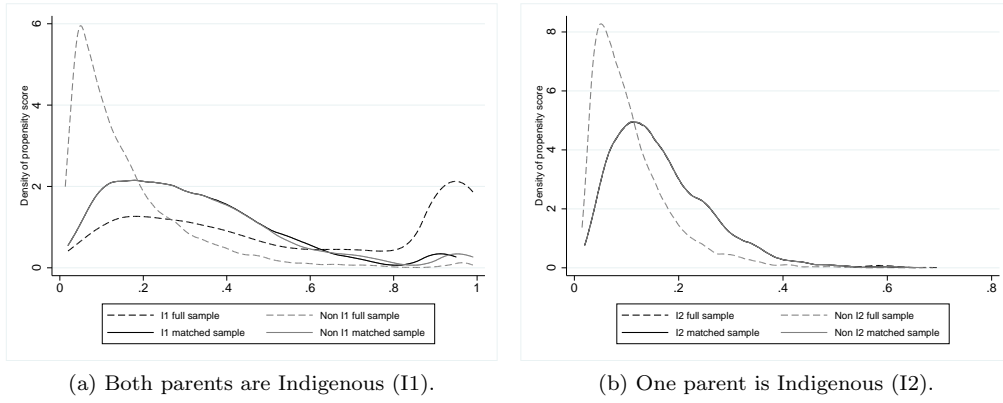 Density of propensity score
6
4
2
0
0
.2
.4
.6
.8
1
I1 full sample
Non I1 full sample
I1 matched sample
Non I1 matched sample
(a) Both parents are Indigenous (I1).
Density of propensity score
8
6
4
2
0
0
.2
.4
.6
.8
I2 full sample
Non I2 full sample
I2 matched sample
Non I2 matched sample
(b) One parent is Indigenous (I2).